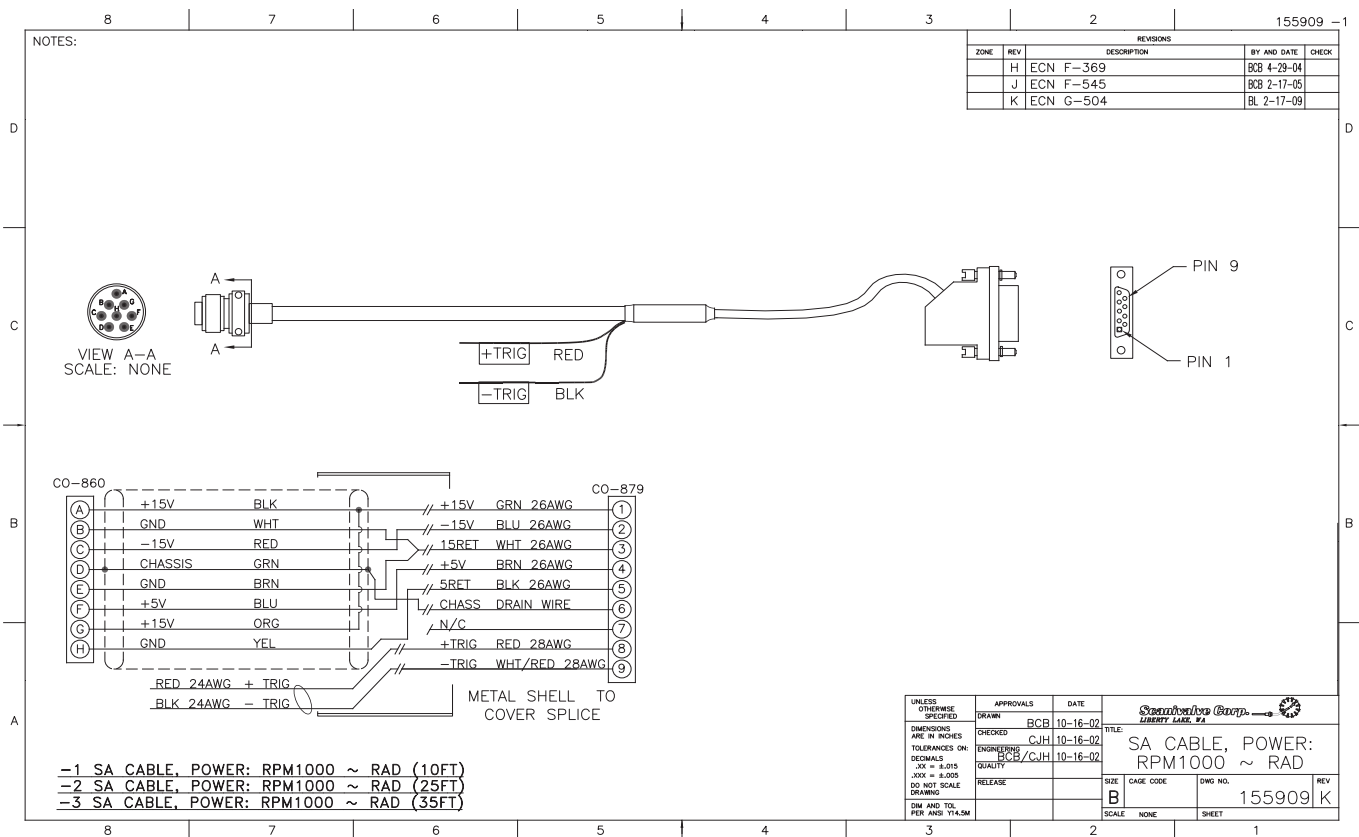 8 7 6 5 4 3 2 155909 -1
NOTES:
REVISIONS
ZONE REV DESCRIPTION BY AND DATE CHECK
H ECN F-369 BCB 4-29-04
J ECN F-545 BCB 2-17-05
K ECN G-504 BL 2-17-09
D D
A
A
B G
H
C F
D E
VIEW A-A
SCALE: NONE
A
+TRIG RED
-TRIG BLK
PIN 9
PIN 1
C C
CO-860 CO-879
A +15V BLK +15V GRN 26AWG 1
B GND WHT -15V BLU 26AWG 2
C -15V RED 15RET WHT 26AWG 3
D CHASSIS GRN +5V BRN 26AWG 4
E GND BRN 5RET BLK 26AWG 5
F +5V BLU CHASS DRAIN WIRE 6
G +15V ORG N/C 7
H GND YEL +TRIG RED 28AWG 8
-TRIG WHT/RED 28AWG 9
RED 24AWG + TRIG
BLK 24AWG - TRIG
METAL SHELL TO
COVER SPLICE
B B
A A
-1 SA CABLE, POWER: RPM1000 ~ RAD (10FT)
-2 SA CABLE, POWER: RPM1000 ~ RAD (25FT)
-3 SA CABLE, POWER: RPM1000 ~ RAD (35FT)
UNLESS
OTHERWISE
SPECIFIED
DIMENSIONS
ARE IN INCHES
TOLERANCES ON:
DECIMALS
.XX = ±.015
.XXX = ±.005
DO NOT SCALE
DRAWING
DIM AND TOL
PER ANSI Y14.5M
APPROVALS DATE
DRAWN BCB 10-16-02
CHECKED CJH 10-16-02
ENGINEERING BCB/CJH 10-16-02
QUALITY
RELEASE
Scanivalve Corp.
LIBERTY LAKE, WA
TITLE:
SA CABLE, POWER:
RPM1000 ~ RAD
SIZE CAGE CODE DWG NO. REV
B 155909 K
SCALE NONE SHEET
8 7 6 5 4 3 2 1